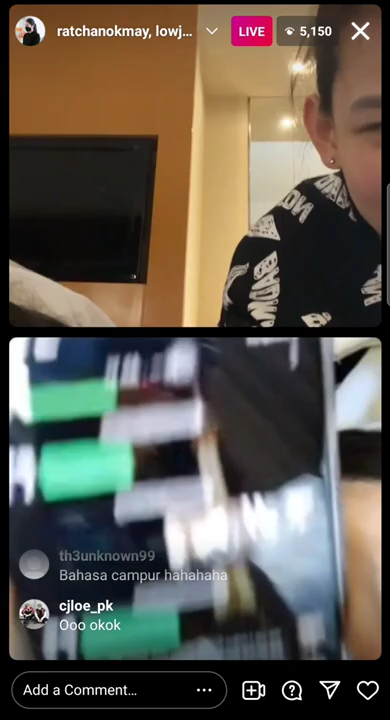 ratchanokmay, lowj...
LIVE
5,150
th3unknown99
Bahasa campur hahahaha
cjloe_pk
Ooo okok
Add a Comment...